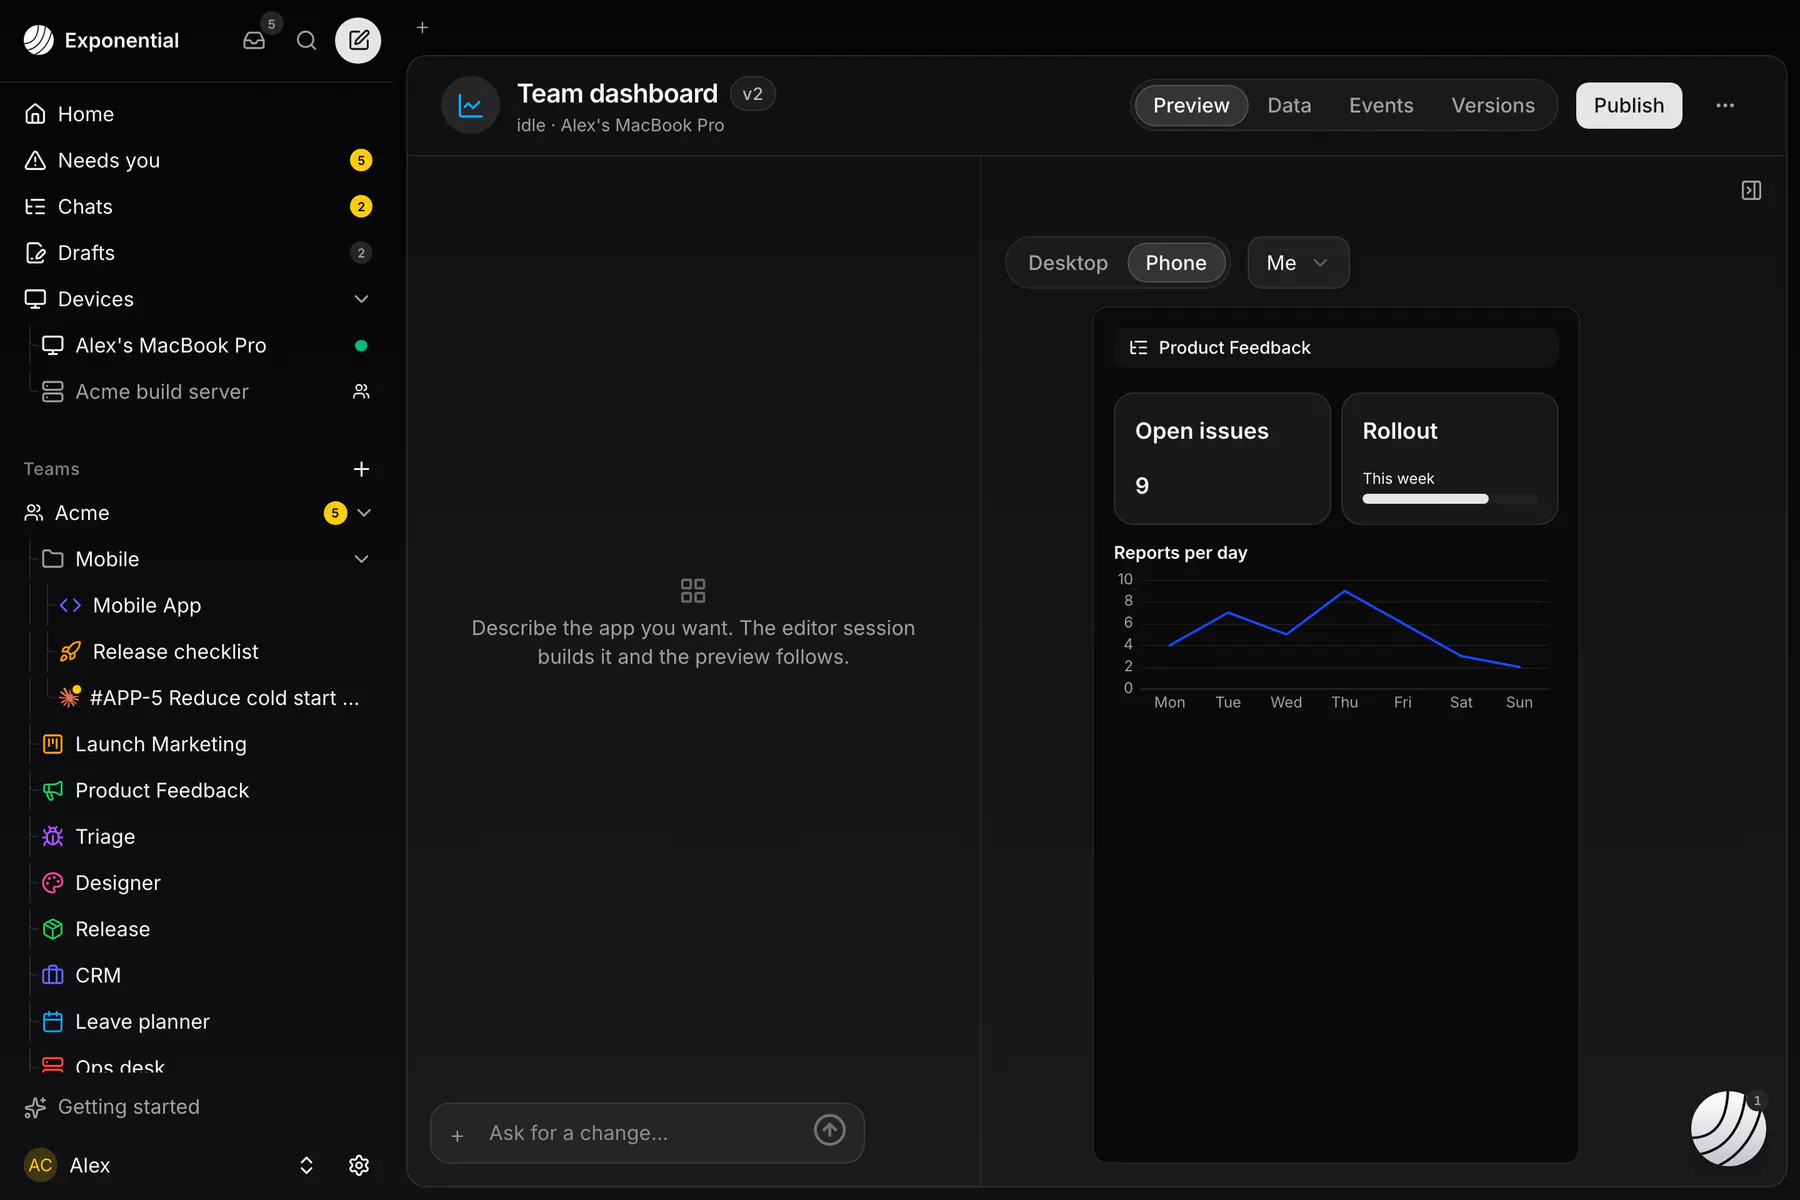 Exponential
5
Home
Needs you
5
Chats
2
Drafts
2
Devices
Alex's MacBook Pro
Acme build server
Teams
Acme
5
Mobile
Mobile App
Release checklist
#APP-5 Reduce cold start ...
Launch Marketing
Product Feedback
Triage
Designer
Release
CRM
Leave planner
Ops desk
Getting started
AC
Alex
Team dashboard
v2
idle · Alex's MacBook Pro
Preview
Data
Events
Versions
Publish
Describe the app you want. The editor session
builds it and the preview follows.
Ask for a change...
Desktop
Phone
Me
Product Feedback
Open issues
9
Rollout
This week
Reports per day
10
8
6
4
2
0
Mon
Tue
Wed
Thu
Fri
Sat
Sun
1